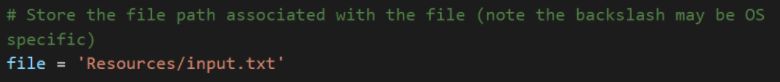 # Store the file path associated with the file (note the backslash may be OS
specific)
file = 'Resources/input.txt'